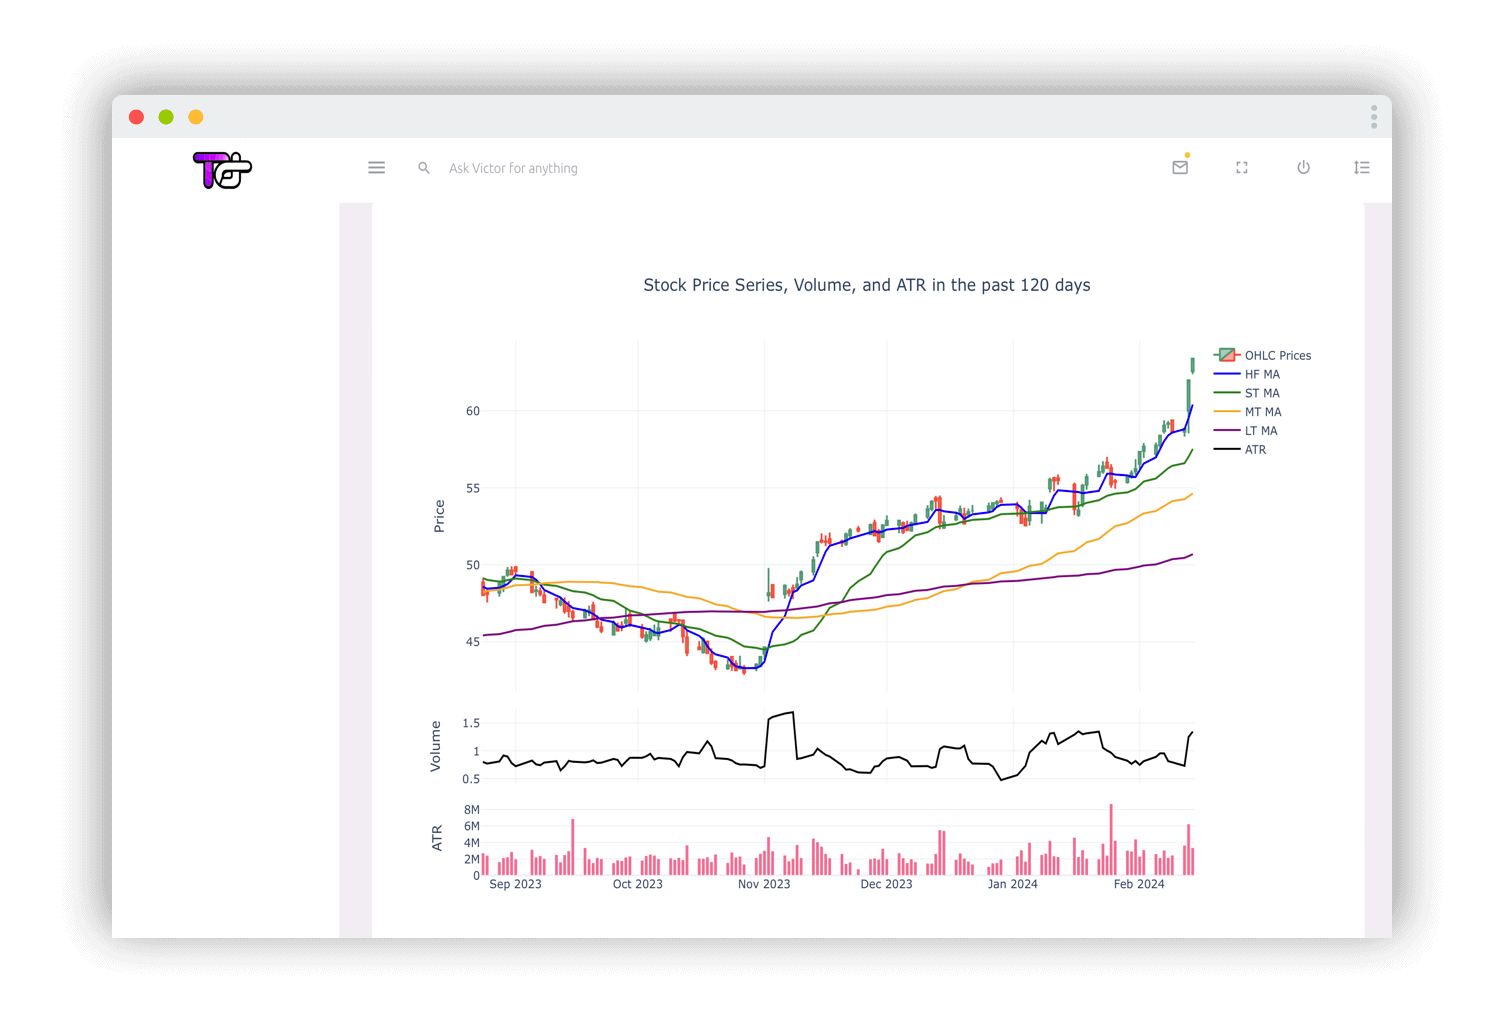 Ask Victor for anything
Stock Price Series, Volume, and ATR in the past 120 days
OHLC Prices
HF MA
ST MA
MT MA
LT MA
ATR
Price
60
55
50
45
Volume
1.5
1
0.5
ATR
8M
6M
4M
2M
0
Sep 2023 Oct 2023 Nov 2023 Dec 2023 Jan 2024 Feb 2024